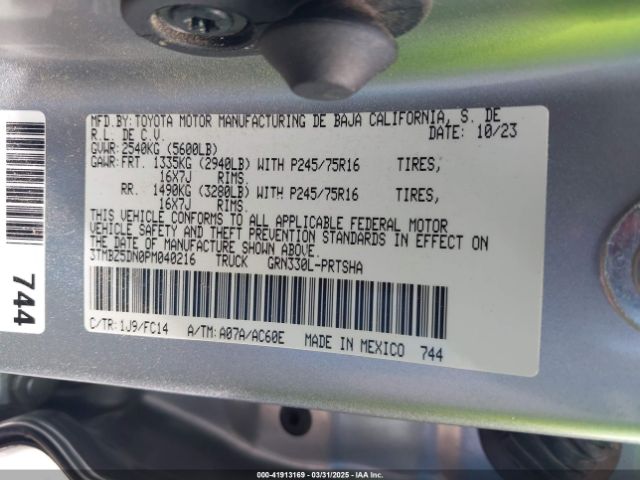 MFD.BY:TOYOTA MOTOR MANUFACTURING DE BAJA CALIFORNIA, S. DE
R.L. DE C.V. DATE: 10/23
GVWR:2540KG (5600LB)
GAWR:FRT. 1335KG (2940LB) WITH P245/75R16 TIRES,
16X7J RIMS.
RR. 1490KG (3280LB) WITH P245/75R16 TIRES,
16X7J RIMS.
THIS VEHICLE CONFORMS TO ALL APPLICABLE FEDERAL MOTOR
VEHICLE SAFETY AND THEFT PREVENTION STANDARDS IN EFFECT ON
THE DATE OF MANUFACTURE SHOWN ABOVE.
3TMBZ5DN0PM040216 TRUCK GRN330L-PRTSHA
C/TR:1J9/FC14 A/TM:A07A/AC60E MADE IN MEXICO 744
744
000-41913169 - 03/31/2025 - IAAI.COM